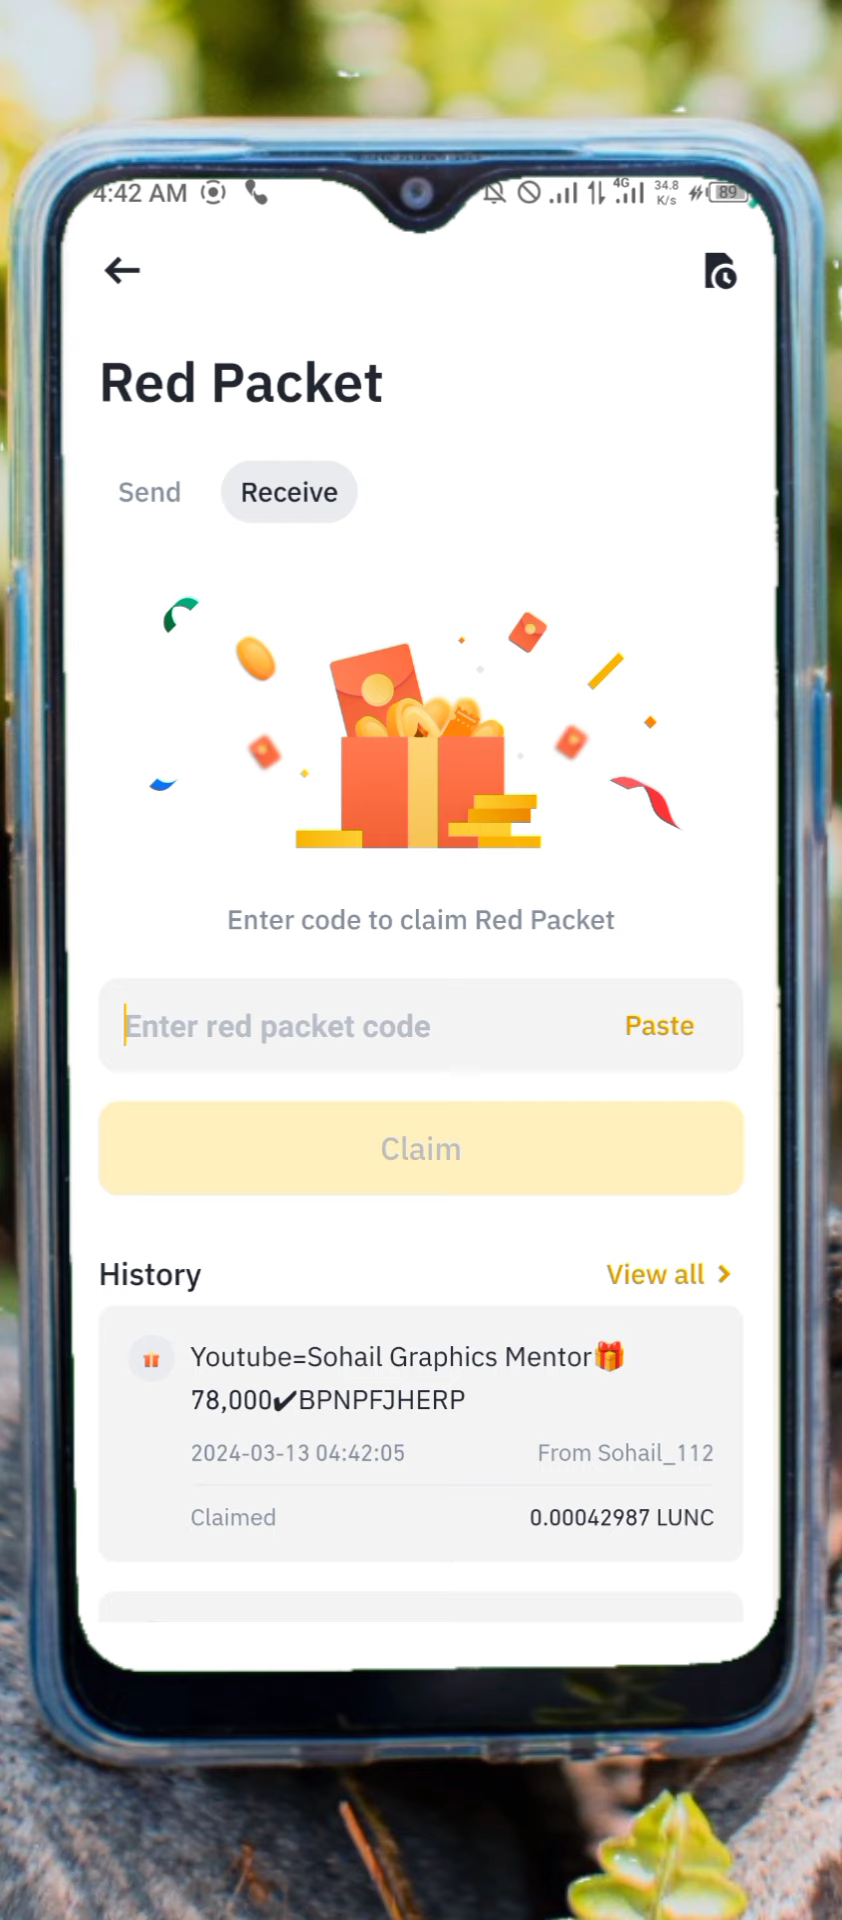 4:42 AM
4G
34.8
K/s
89
Red Packet
Send
Receive
Enter code to claim Red Packet
Enter red packet code
Paste
Claim
History
View all
Youtube=Sohail Graphics Mentor🎁
78,000✔BPNPFJHERP
2024-03-13 04:42:05
From Sohail_112
Claimed
0.00042987 LUNC